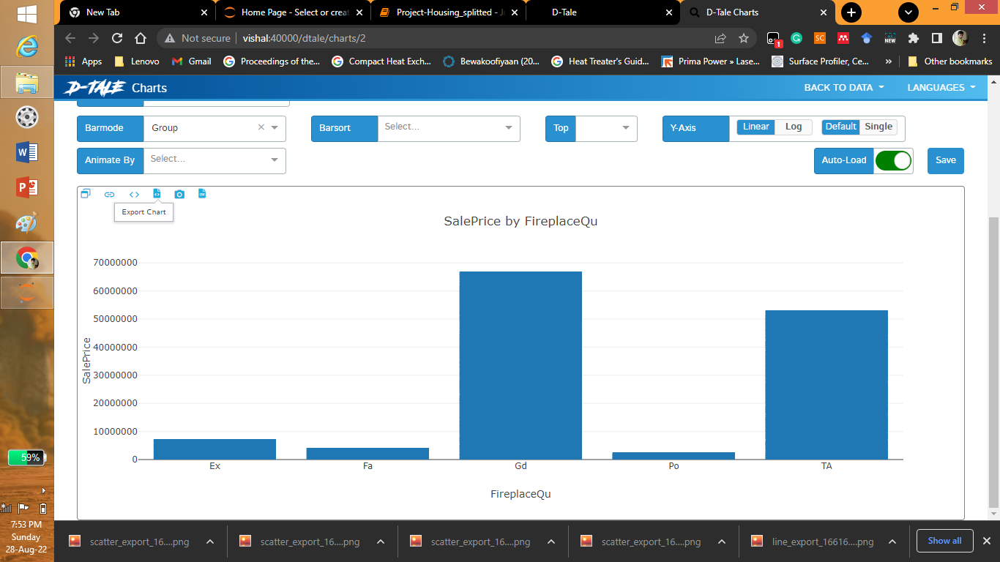 New Tab
Home Page - Select or creat
Project-Housing_splitted - J
D-Tale
D-Tale Charts
Not secure | vishal:40000/dtale/charts/2
1
SC
NEW
Apps
Lenovo
Gmail
Proceedings of the...
Compact Heat Exch...
Bewakoofiyaan (20...
Heat Treater's Guid...
Prima Power » Lase...
Surface Profiler, Ce...
»
Other bookmarks
D-TALE Charts
BACK TO DATA
LANGUAGES
Barmode Group
Barsort Select...
Top
Y-Axis Linear Log Default Single
Animate By Select...
Auto-Load
Save
Export Chart
SalePrice by FireplaceQu
70000000
60000000
50000000
40000000
30000000
20000000
10000000
0
SalePrice
Ex Fa Gd Po TA
FireplaceQu
59%
7:53 PM
Sunday
28-Aug-22
scatter_export_16....png
scatter_export_16....png
scatter_export_16....png
scatter_export_16....png
line_export_16616....png
Show all